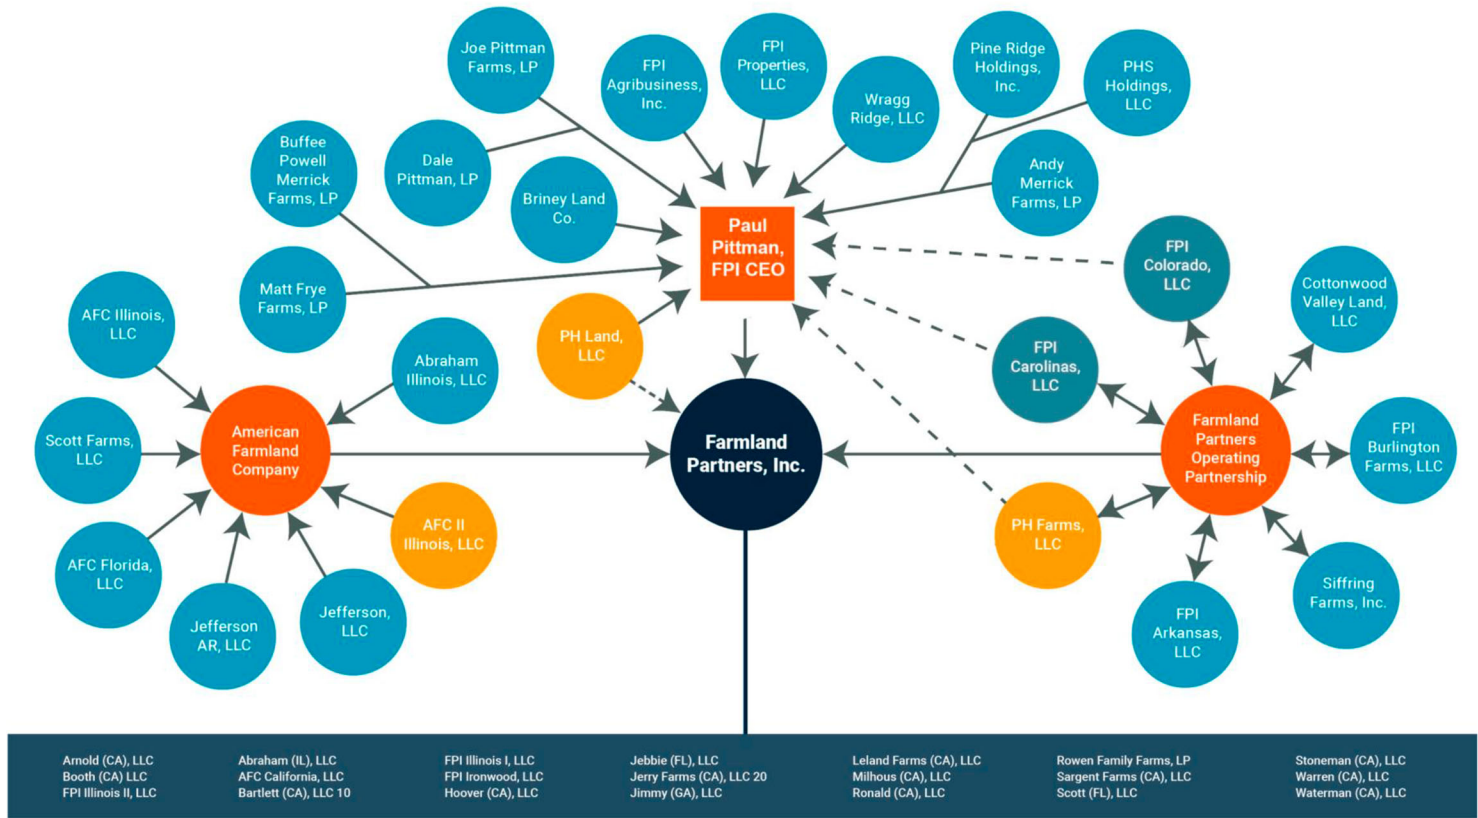 Joe Pittman
Farms, LP
FPI
Agribusiness,
Inc.
FPI
Properties,
LLC
Wragg
Ridge, LLC
Pine Ridge
Holdings,
Inc.
PHS
Holdings,
LLC
Buffee
Powell
Merrick
Farms, LP
Dale
Pittman, LP
Briney Land
Co.
Andy
Merrick
Farms, LP
Paul
Pittman,
FPI CEO
Matt Frye
Farms, LP
FPI
Colorado,
LLC
Cottonwood
Valley Land,
LLC
AFC Illinois,
LLC
Abraham
Illinois, LLC
PH Land,
LLC
FPI
Carolinas,
LLC
Scott Farms,
LLC
American
Farmland
Company
Farmland
Partners, Inc.
Farmland
Partners
Operating
Partnership
FPI
Burlington
Farms, LLC
AFC II
Illinois, LLC
PH Farms,
LLC
AFC Florida,
LLC
Jefferson
AR, LLC
Jefferson,
LLC
FPI
Arkansas,
LLC
Siffring
Farms, Inc.
Arnold (CA), LLC
Booth (CA) LLC
FPI Illinois II, LLC
Abraham (IL), LLC
AFC California, LLC
Bartlett (CA), LLC 10
FPI Illinois I, LLC
FPI Ironwood, LLC
Hoover (CA), LLC
Jebbie (FL), LLC
Jerry Farms (CA), LLC 20
Jimmy (GA), LLC
Leland Farms (CA), LLC
Milhous (CA), LLC
Ronald (CA), LLC
Rowen Family Farms, LP
Sargent Farms (CA), LLC
Scott (FL), LLC
Stoneman (CA), LLC
Warren (CA), LLC
Waterman (CA), LLC